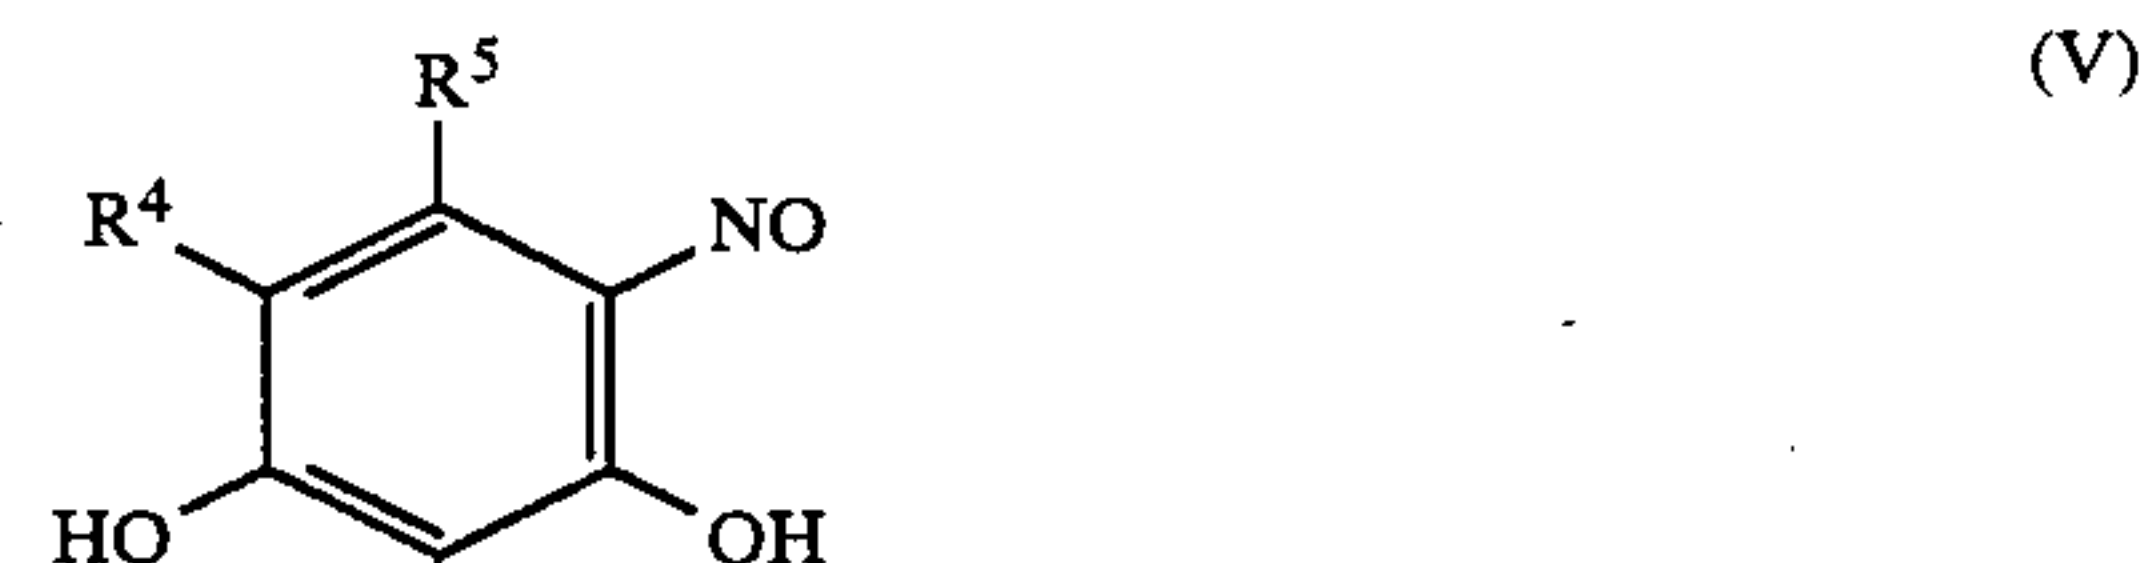 R⁵ (V)
R⁴ NO
HO OH